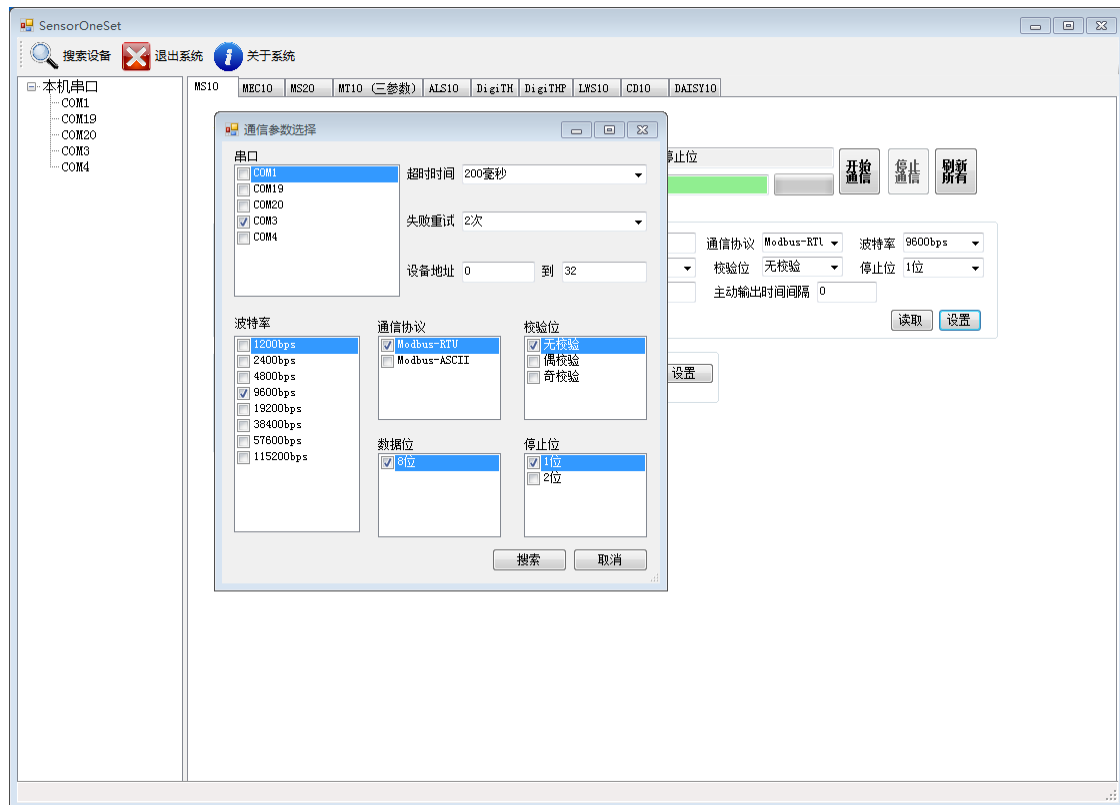 SensorOneSet
搜索设备 退出系统 关于系统
本机串口
COM1
COM19
COM20
COM3
COM4
MS10 MEC10 MS20 MT10 (三参数) ALS10 DigiTH DigiTHP LWS10 CD10 DAISY10
通信参数选择
串口
COM1
COM19
COM20
COM3
COM4
超时时间 200毫秒
失败重试 2次
设备地址 0 到 32
波特率
1200bps
2400bps
4800bps
9600bps
19200bps
38400bps
57600bps
115200bps
通信协议
Modbus-RTU
Modbus-ASCII
校验位
无校验
偶校验
奇校验
数据位
8位
停止位
1位
2位
搜索 取消
停止位
开始通信 停止通信 刷新所有
通信协议 Modbus-RTU 波特率 9600bps
校验位 无校验 停止位 1位
主动输出时间间隔 0
读取 设置
设置